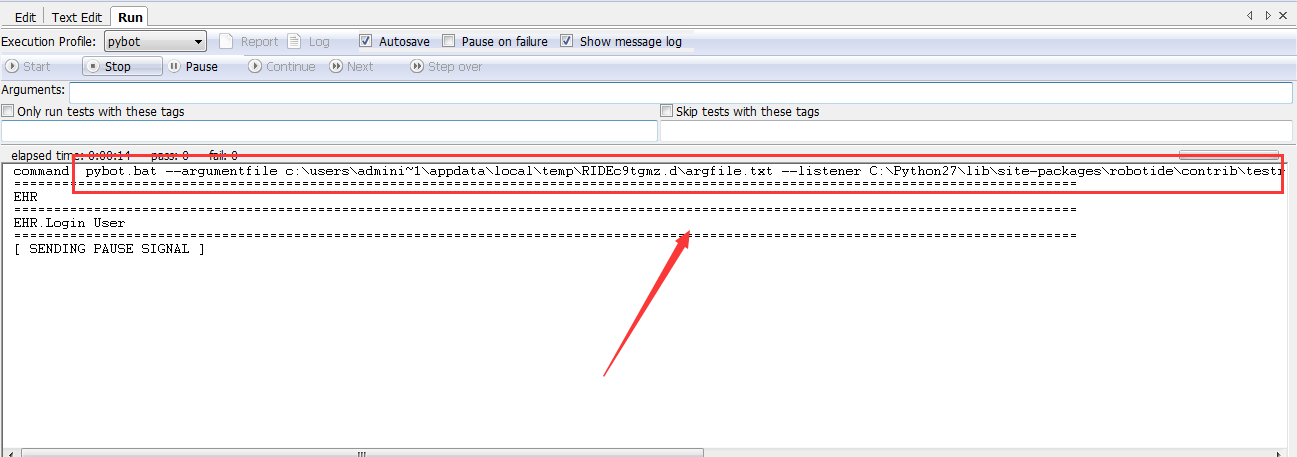 Edit Text Edit Run
Execution Profile: pybot Report Log Autosave Pause on failure Show message log
Start Stop Pause Continue Next Step over
Arguments:
Only run tests with these tags Skip tests with these tags
elapsed time: 0:00:14 pass: 0 fail: 0
command: pybot.bat --argumentfile c:\users\admini~1\appdata\local\temp\RIDEc9tgmz.d\argfile.txt --listener C:\Python27\lib\site-packages\robotide\contrib\testr
==============================================================================
EHR
==============================================================================
EHR.Login User
==============================================================================
[ SENDING PAUSE SIGNAL ]